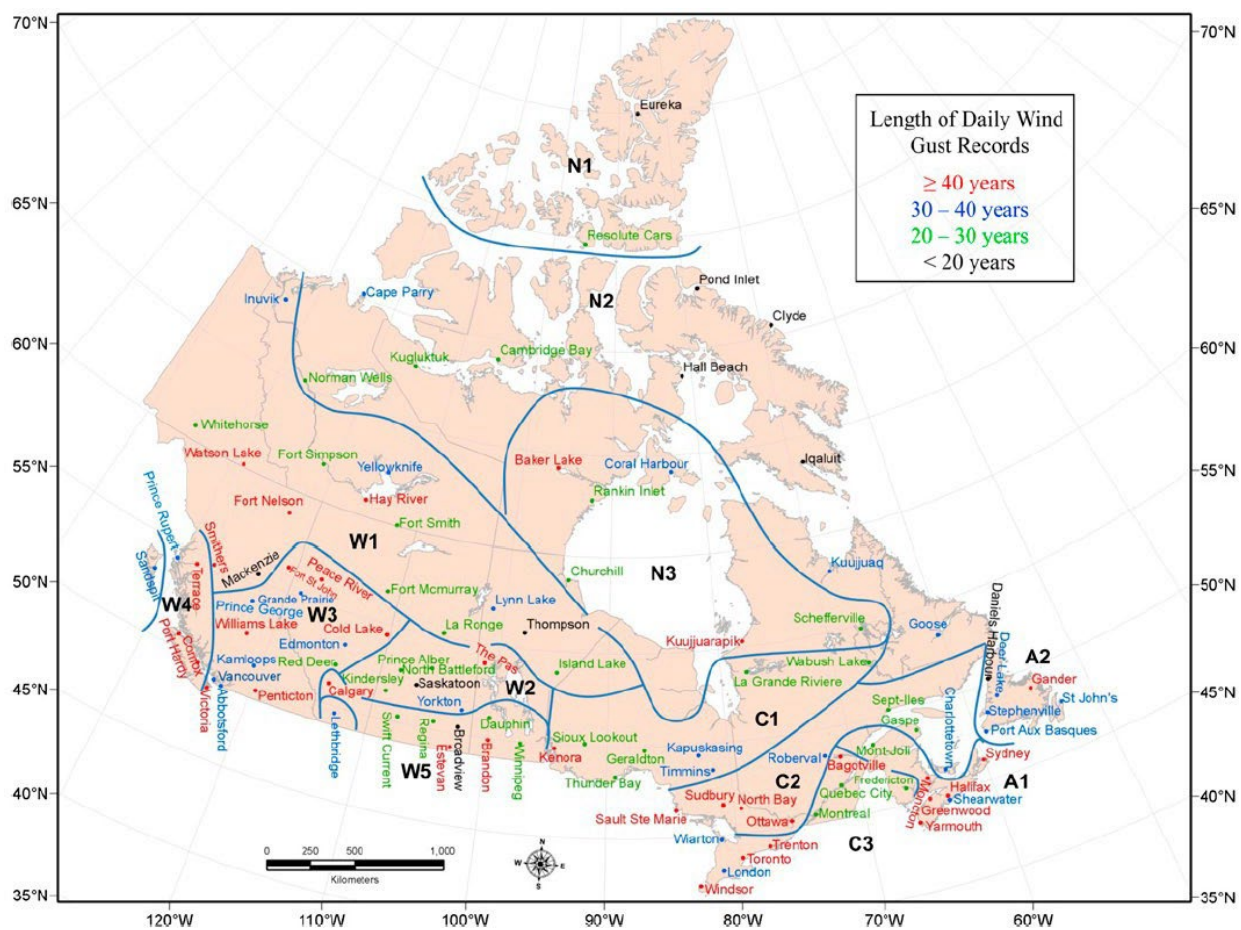 70°N
70°N
Eureka
Length of Daily Wind
Gust Records
≥ 40 years
30 – 40 years
20 – 30 years
< 20 years
N1
65°N
65°N
Resolute Cars
Pond Inlet
Inuvik
Cape Parry
N2
Clyde
60°N
60°N
Kugluktuk
Cambridge Bay
Hall Beach
Norman Wells
Whitehorse
Watson Lake
Fort Simpson
Yellowknife
Baker Lake
Coral Harbour
Iqaluit
55°N
55°N
Prince Rupert
Fort Nelson
Hay River
Rankin Inlet
Fort Smith
Sandspit
Terrace
Smithers
Mackenzie
W1
Fort St John
Peace River
Churchill
N3
Kuujjuaq
50°N
50°N
Fort Mcmurray
Grande Prairie
Prince George
W3
W4
Lynn Lake
Schefferville
Goose
Daniels Harbour
Deer Lake
Port Hardy
Comox
Williams Lake
Cold Lake
La Ronge
Thompson
Kuujjuarapik
Edmonton
Kamloops
Red Deer
Prince Alber
North Battleford
The Pas
Island Lake
Wabush Lake
La Grande Riviere
A2
Gander
Vancouver
Kindersley
Saskatoon
W2
45°N
45°N
Victoria
Abbotsford
Penticton
Calgary
Yorkton
C1
Sept-Iles
Gaspe
Charlottetown
Stephenville
St John's
Port Aux Basques
Lethbridge
Swift Current
Regina
Estevan
Broadview
Brandon
Dauphin
Winnipeg
Kenora
Sioux Lookout
Geraldton
Kapuskasing
Timmins
Roberval
Bagotville
Mont-Joli
Sydney
W5
Thunder Bay
C2
Fredericton
Quebec City
Moncton
Halifax
Shearwater
A1
40°N
40°N
Sudbury
North Bay
Sault Ste Marie
Ottawa
Montreal
Greenwood
Yarmouth
Wiarton
Trenton
C3
Toronto
London
Windsor
0
250
500
1,000
Kilometers
N
W
E
S
35°N
35°N
120°W
110°W
100°W
90°W
80°W
70°W
60°W